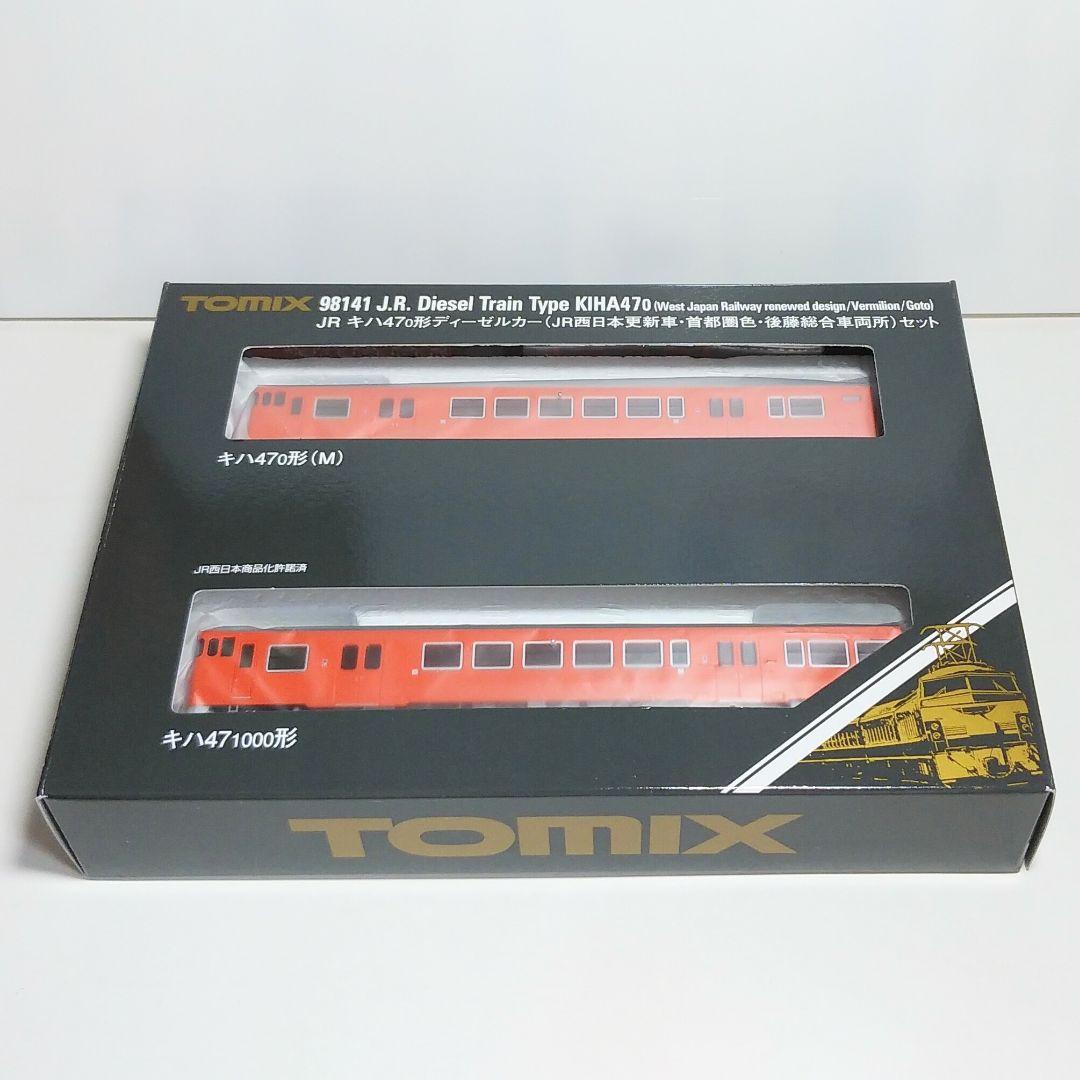 TOMIX 98141 J.R. Diesel Train Type KIHA470 (West Japan Railway renewed design/Vermilion/Goto)
JR キハ470形ディーゼルカー(JR西日本更新車・首都圏色・後藤総合車両所)セット
キハ470形(M)
JR西日本商品化許諾済
キハ471000形
TOMIX